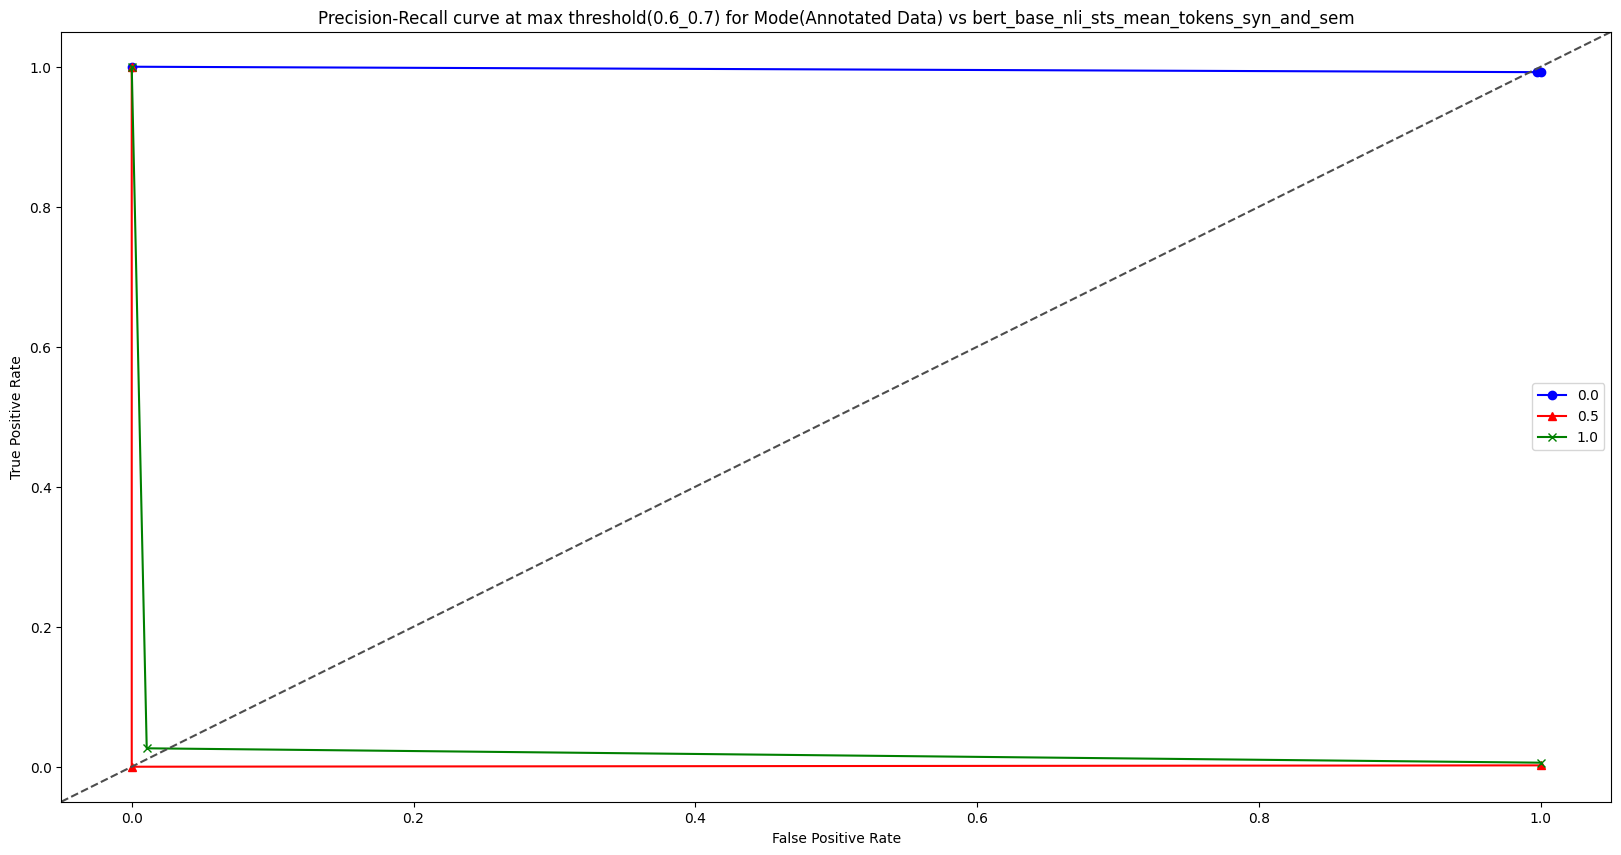 Precision-Recall curve at max threshold(0.6_0.7) for Mode(Annotated Data) vs bert_base_nli_sts_mean_tokens_syn_and_sem
1.0
0.8
0.6
0.4
0.2
0.0
True Positive Rate
0.0
0.5
1.0
0.0 0.2 0.4 0.6 0.8 1.0
False Positive Rate